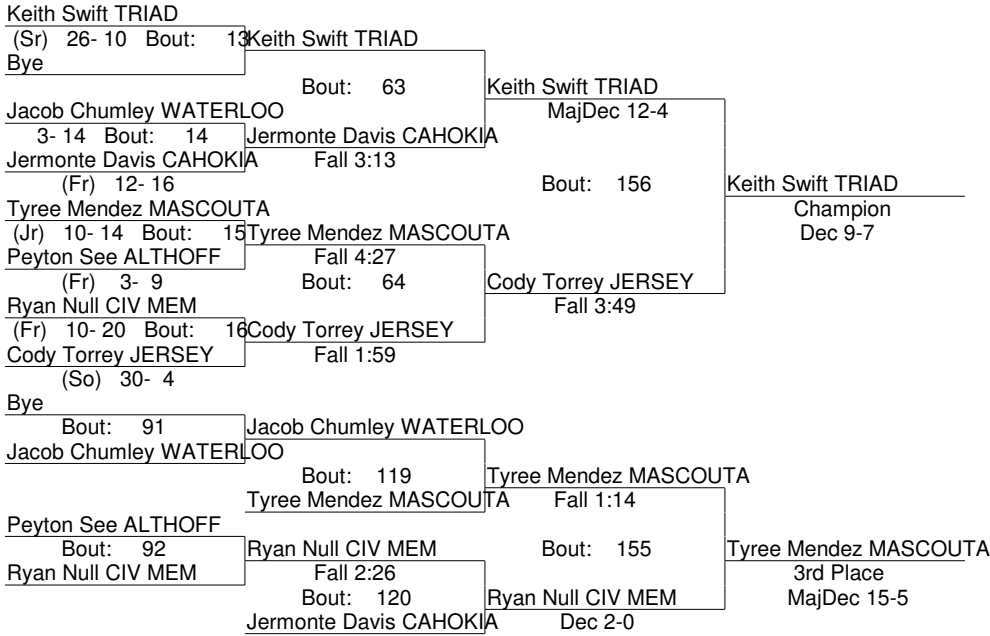 Keith Swift TRIAD
(Sr) 26- 10 Bout: 13 Keith Swift TRIAD
Bye
Bout: 63 Keith Swift TRIAD
Jacob Chumley WATERLOO MajDec 12-4
3- 14 Bout: 14 Jermonte Davis CAHOKIA
Jermonte Davis CAHOKIA Fall 3:13
(Fr) 12- 16 Bout: 156 Keith Swift TRIAD
Tyree Mendez MASCOUTA Champion
(Jr) 10- 14 Bout: 15 Tyree Mendez MASCOUTA Dec 9-7
Peyton See ALTHOFF Fall 4:27
(Fr) 3- 9 Bout: 64 Cody Torrey JERSEY
Ryan Null CIV MEM Fall 3:49
(Fr) 10- 20 Bout: 16 Cody Torrey JERSEY
Cody Torrey JERSEY Fall 1:59
(So) 30- 4
Bye
Bout: 91 Jacob Chumley WATERLOO
Jacob Chumley WATERLOO
Bout: 119 Tyree Mendez MASCOUTA
Tyree Mendez MASCOUTA Fall 1:14
Peyton See ALTHOFF
Bout: 92 Ryan Null CIV MEM Bout: 155 Tyree Mendez MASCOUTA
Ryan Null CIV MEM Fall 2:26 3rd Place
Bout: 120 Ryan Null CIV MEM MajDec 15-5
Jermonte Davis CAHOKIA Dec 2-0